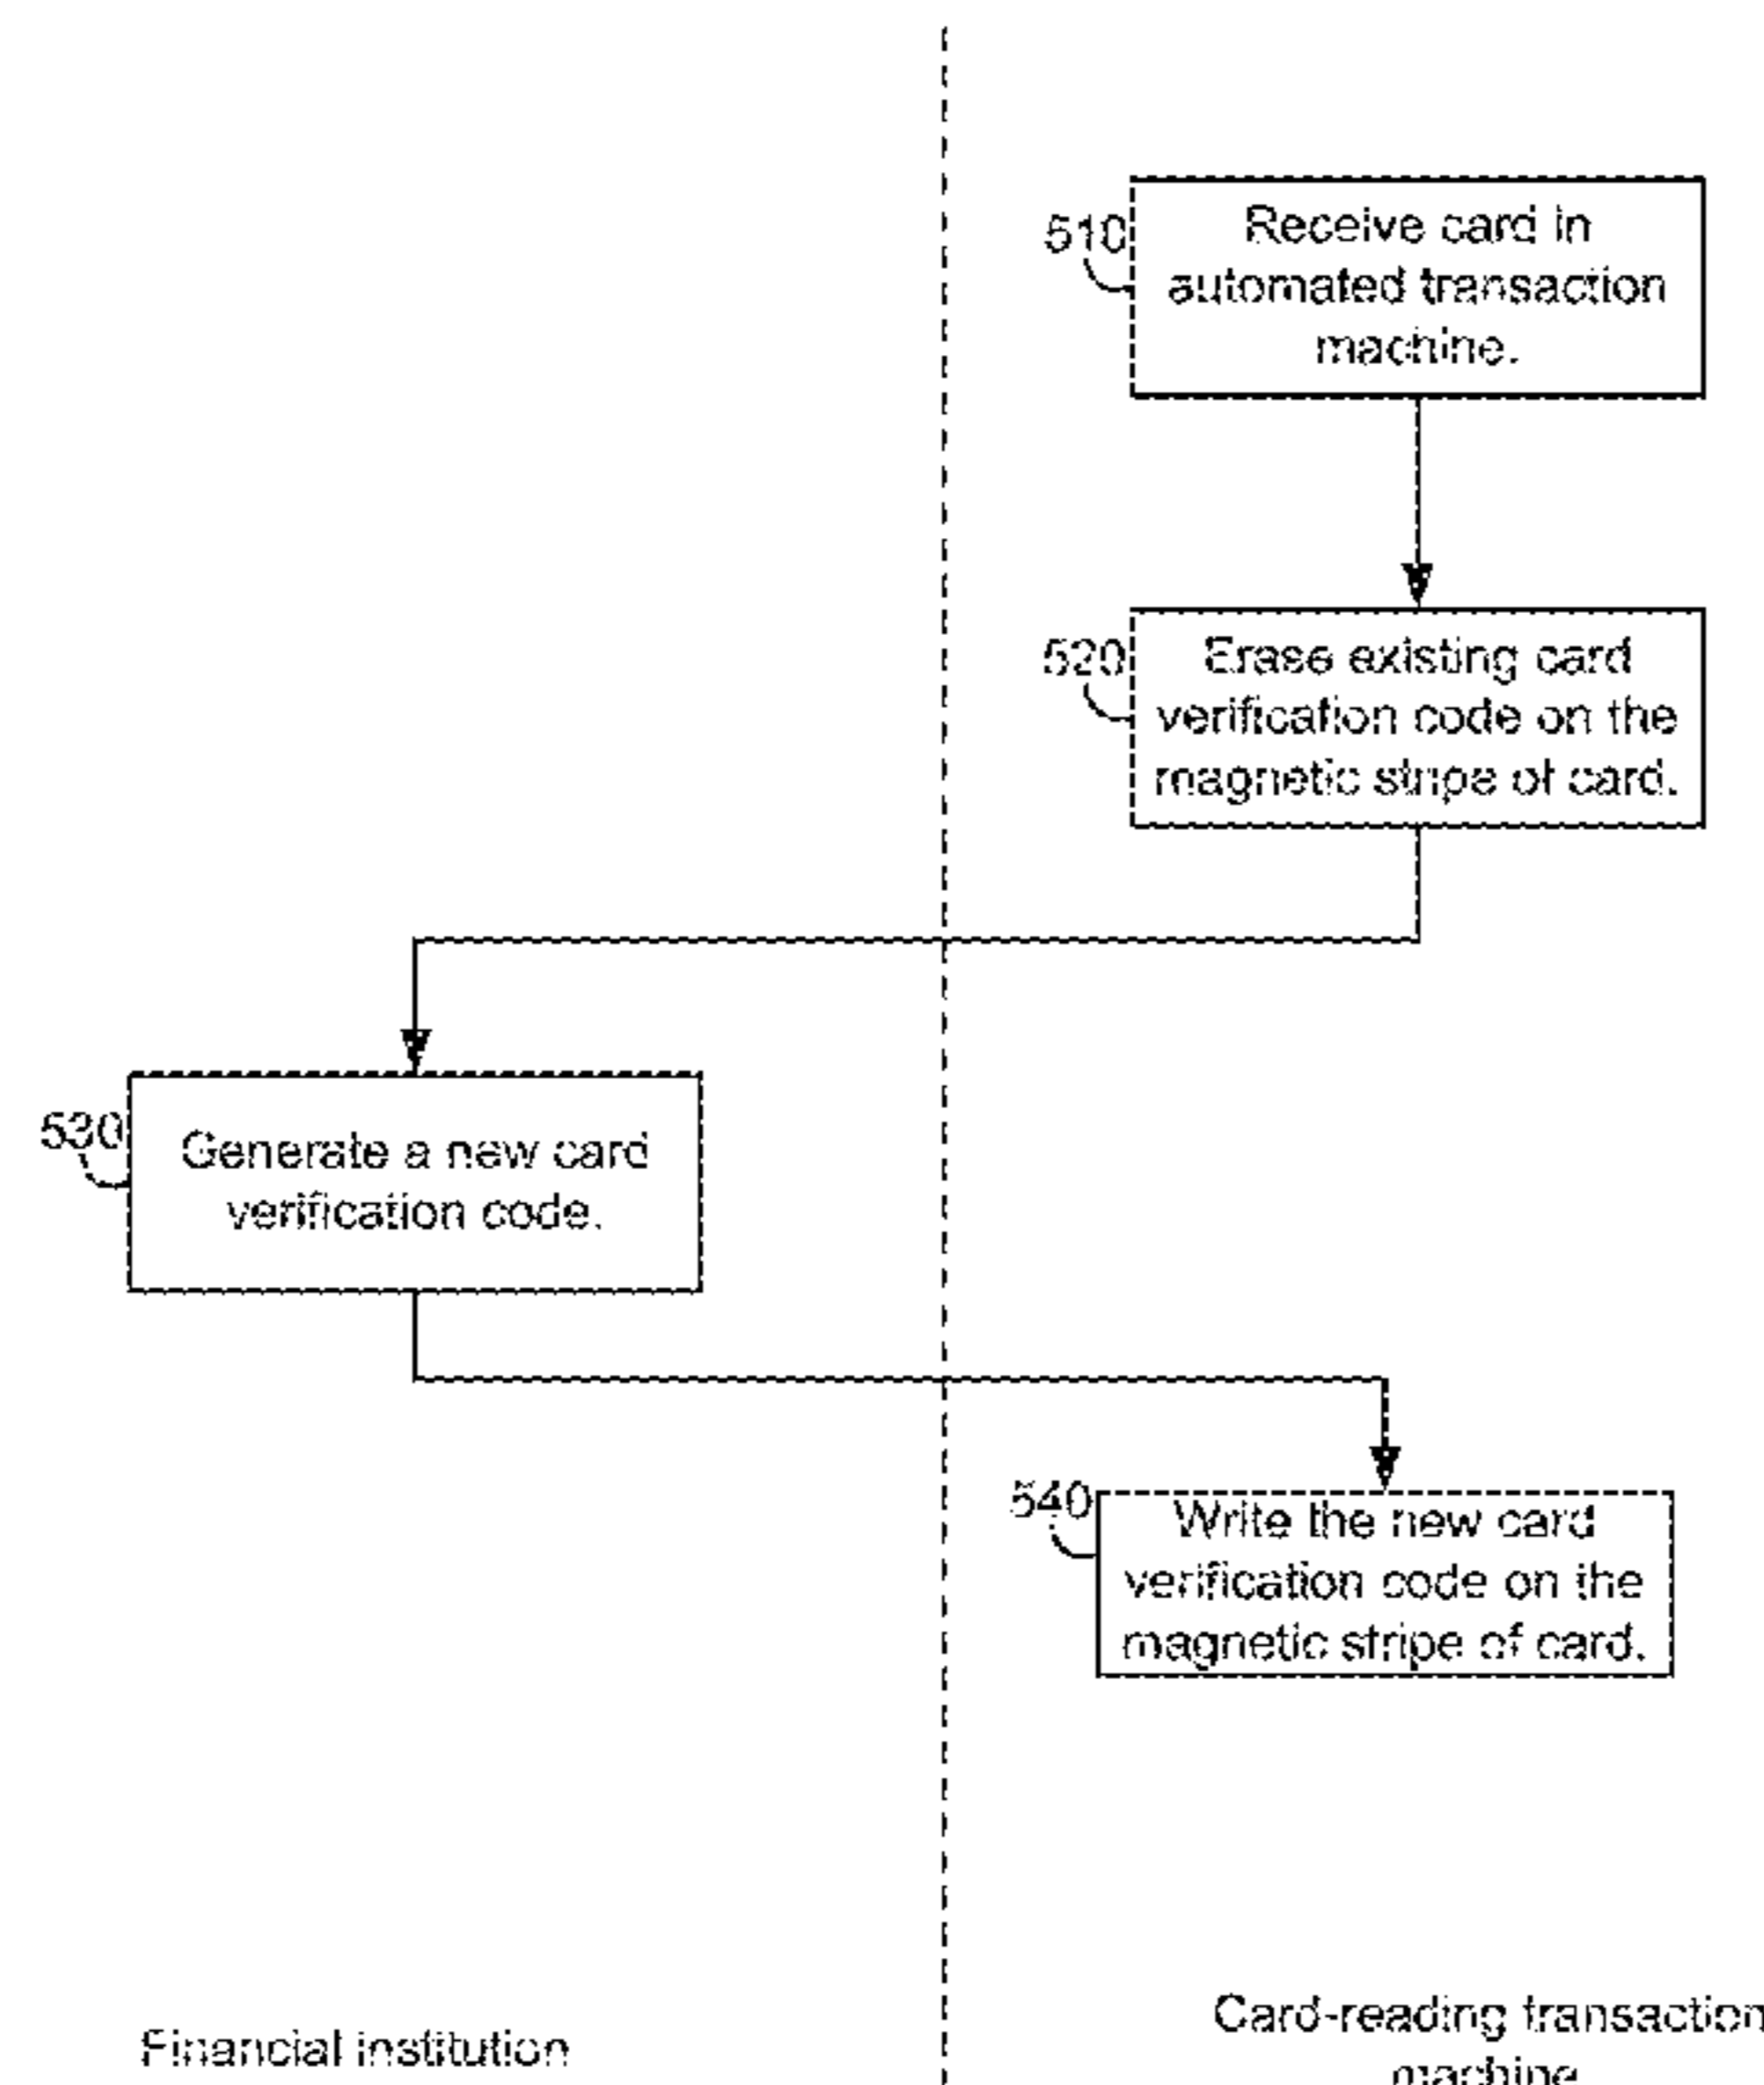 510
Receive card in
automated transaction
machine.
520
Erase existing card
verification code on the
magnetic stripe of card.
530
Generate a new card
verification code.
540
Write the new card
verification code on the
magnetic stripe of card.
Financial institution
Card-reading transaction
machine